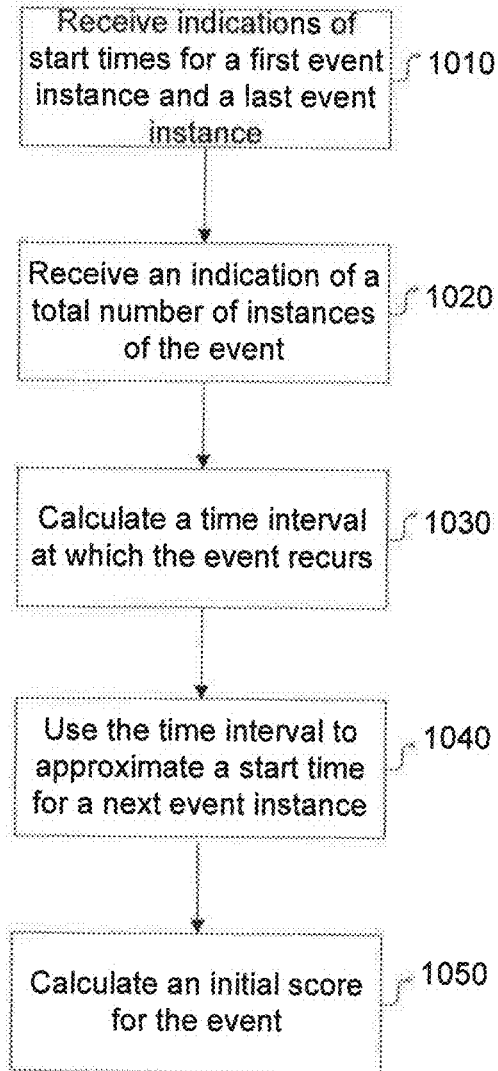 Receive indications of
start times for a first event
instance and a last event
instance
1010
Receive an indication of a
total number of instances
of the event
1020
Calculate a time interval
at which the event recurs
1030
Use the time interval to
approximate a start time
for a next event instance
1040
Calculate an initial score
for the event
1050